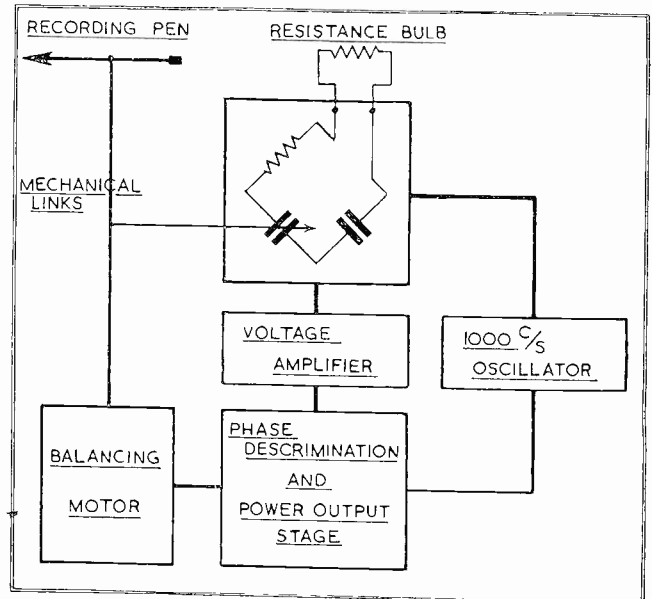 RECORDING PEN
RESISTANCE BULB
MECHANICAL
LINKS
VOLTAGE
AMPLIFIER
1000 C/S
OSCILLATOR
BALANCING
MOTOR
PHASE
DESCRIMINATION
AND
POWER OUTPUT
STAGE